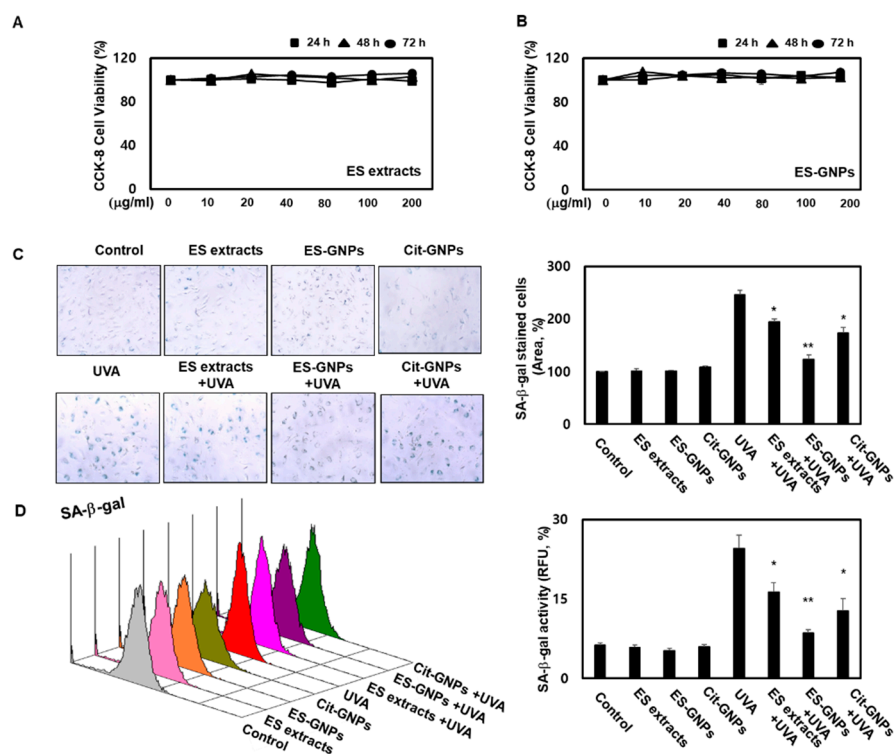 A
■ 24 h ▲ 48 h ● 72 h
CCK-8 Cell Viability (%)
120
80
40
0
ES extracts
(μg/ml) 0 10 20 40 80 100 200
B
■ 24 h ▲ 48 h ● 72 h
CCK-8 Cell Viability (%)
120
80
40
0
ES-GNPs
(μg/ml) 0 10 20 40 80 100 200
C
Control ES extracts ES-GNPs Cit-GNPs
UVA ES extracts +UVA ES-GNPs +UVA Cit-GNPs +UVA
SA-β-gal stained cells
(Area, %)
300
200
100
0
Control
ES extracts
ES-GNPs
Cit-GNPs
UVA
ES extracts
+UVA
ES-GNPs
+ UVA
Cit-GNPs
+ UVA
*
**
*
D
SA-β-gal
Control
ES extracts
ES-GNPs
Cit-GNPs
UVA
ES extracts +UVA
ES-GNPs +UVA
Cit-GNPs +UVA
SA-β-gal activity (RFU, %)
30
15
0
*
**
*
Control
ES extracts
ES-GNPs
Cit-GNPs
UVA
ES extracts
+UVA
ES-GNPs
+ UVA
Cit-GNPs
+ UVA